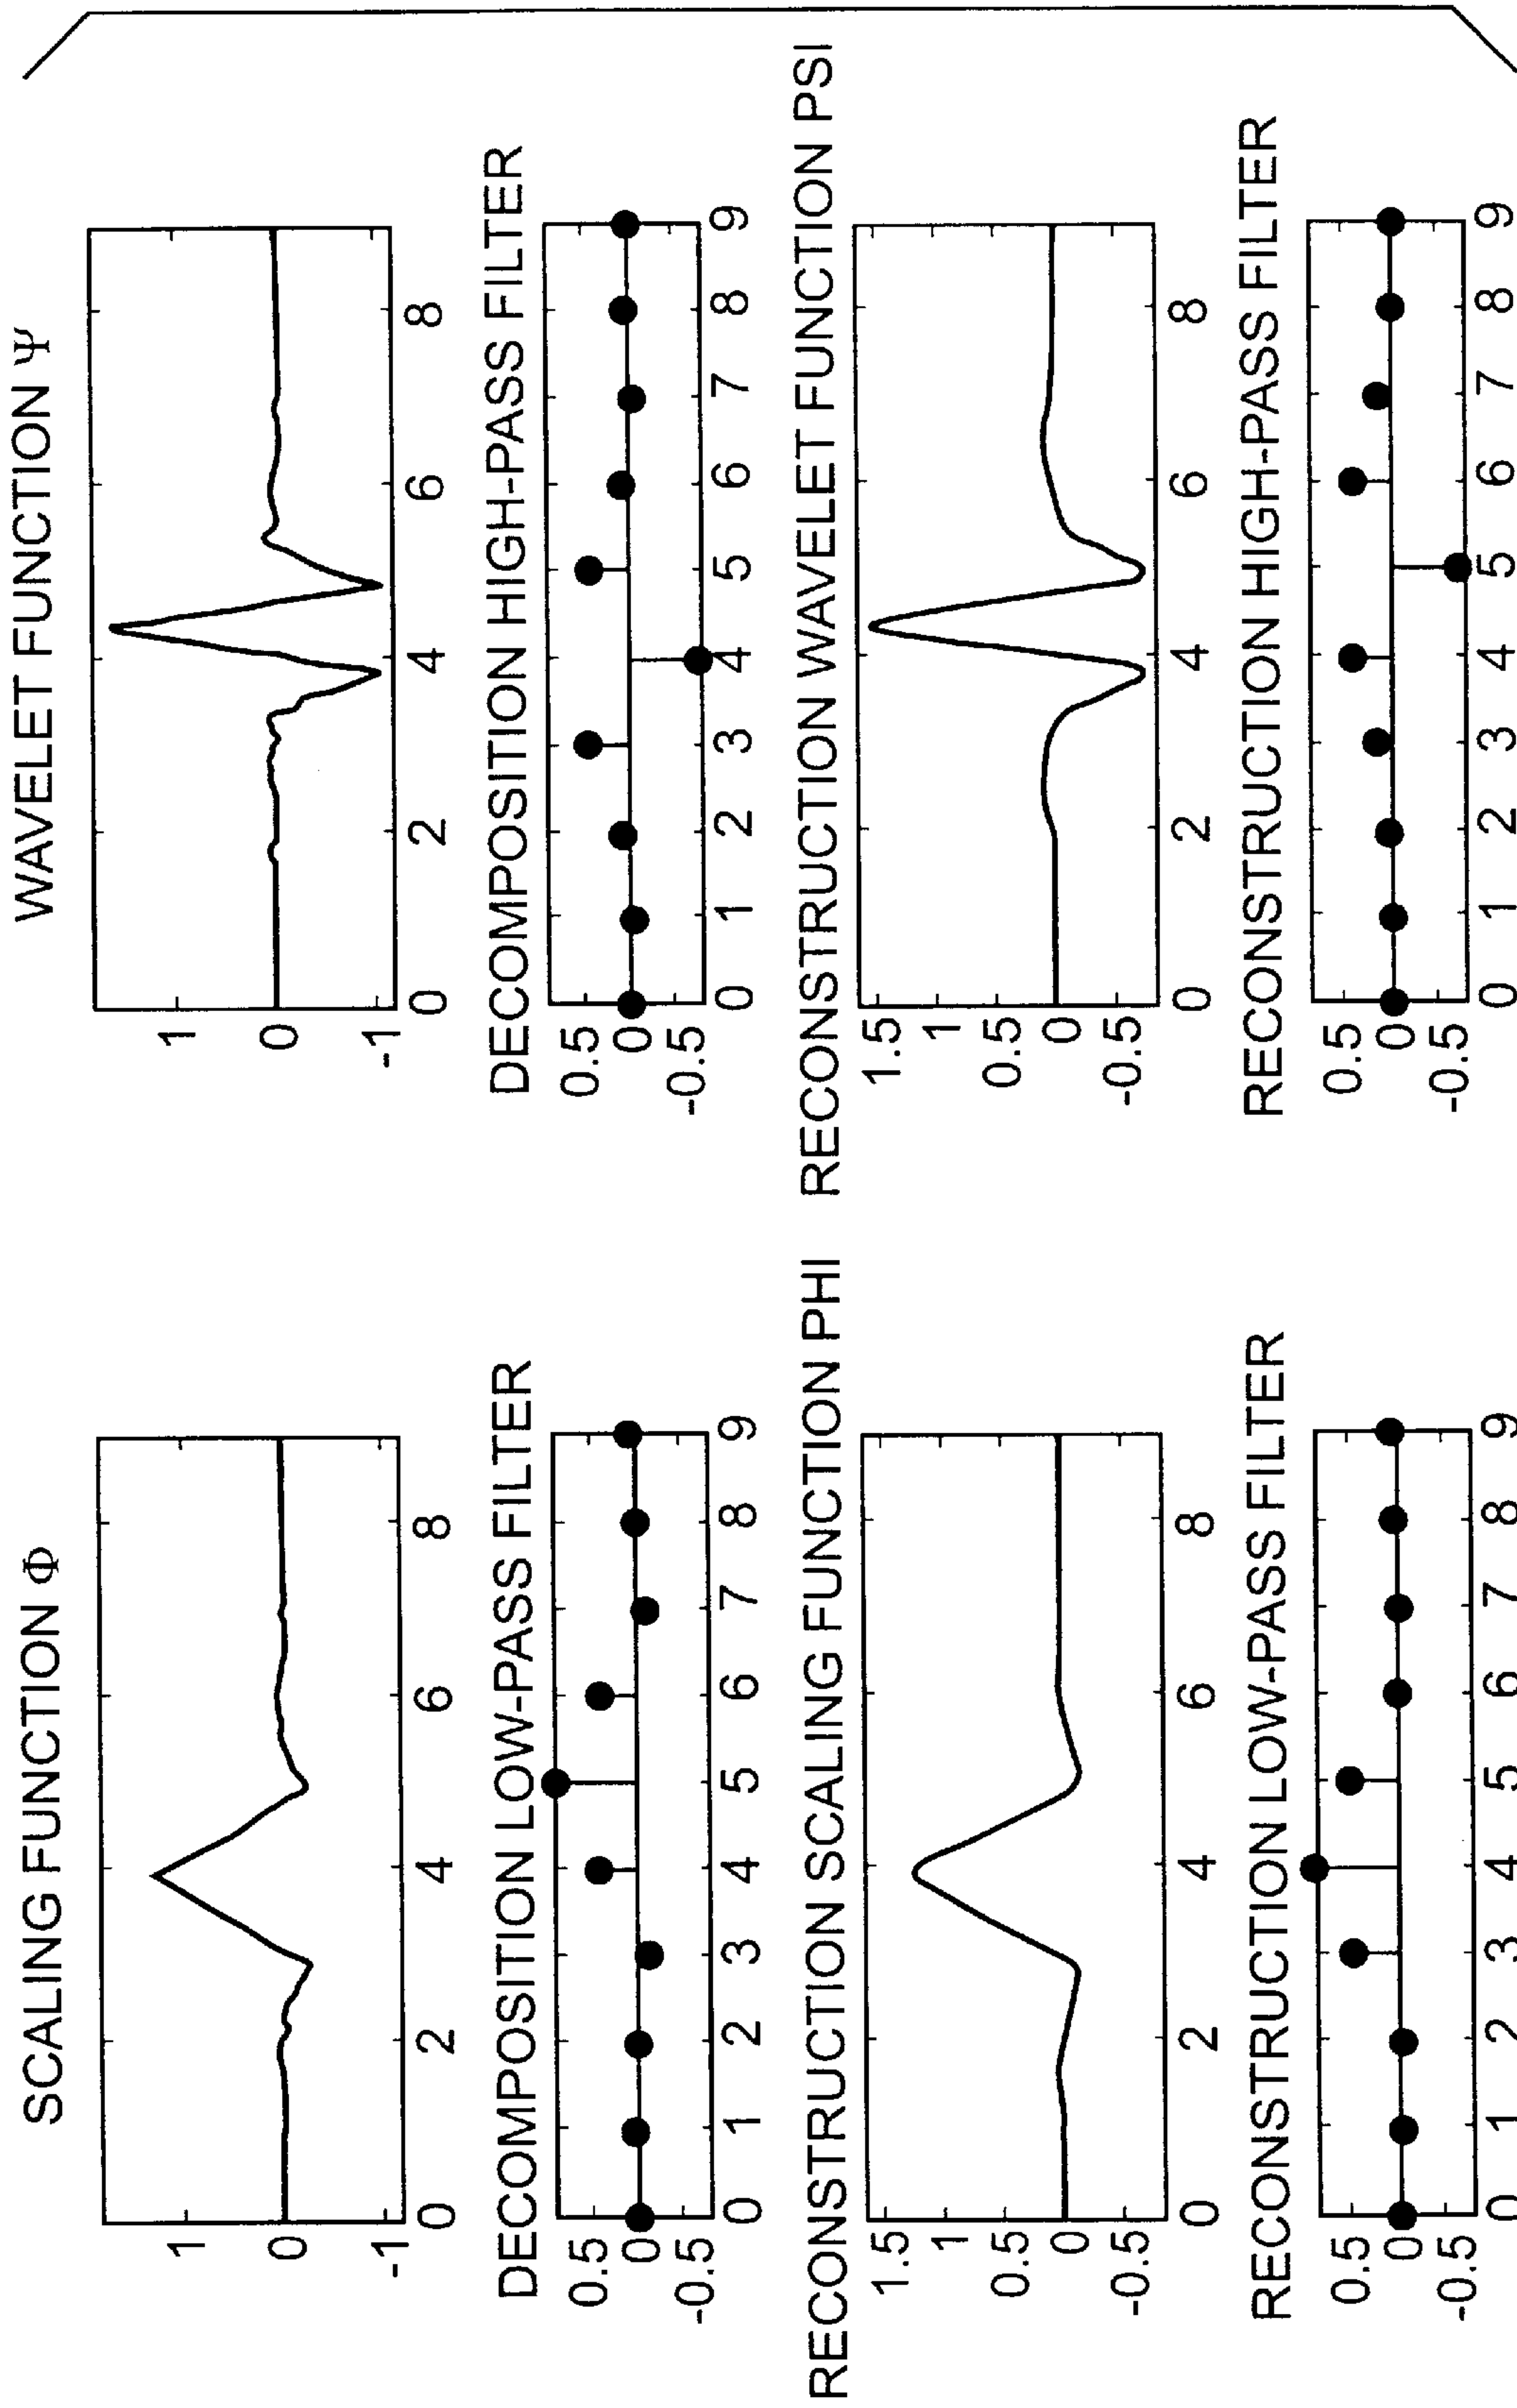 SCALING FUNCTION Φ
1
0
-1
0 2 4 6 8
DECOMPOSITION LOW-PASS FILTER
0.5
0
-0.5
0 1 2 3 4 5 6 7 8 9
RECONSTRUCTION SCALING FUNCTION PHI
1.5
1
0.5
0
-0.5
0 2 4 6 8
RECONSTRUCTION LOW-PASS FILTER
0.5
0
-0.5
0 1 2 3 4 5 6 7 8 9
WAVELET FUNCTION Ψ
1
0
-1
0 2 4 6 8
DECOMPOSITION HIGH-PASS FILTER
0.5
0
-0.5
0 1 2 3 4 5 6 7 8 9
RECONSTRUCTION WAVELET FUNCTION PSI
1.5
1
0.5
0
-0.5
0 2 4 6 8
RECONSTRUCTION HIGH-PASS FILTER
0.5
0
-0.5
0 1 2 3 4 5 6 7 8 9